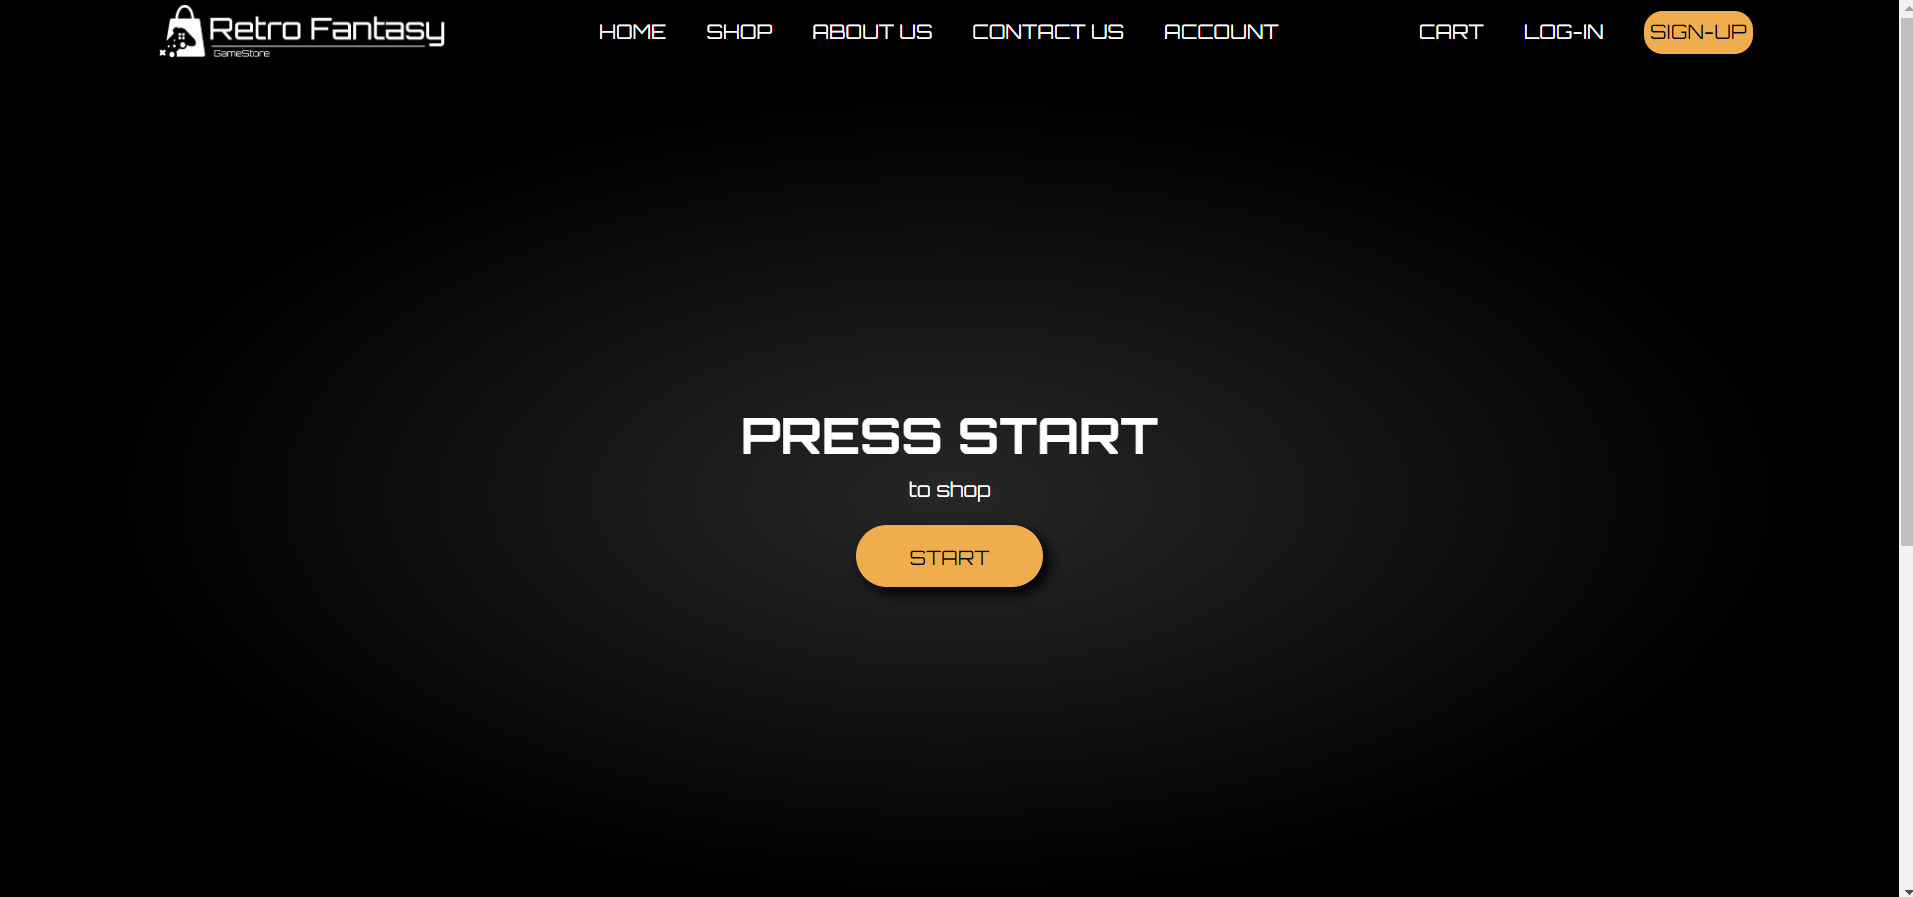 Retro Fantasy
GameStore
HOME SHOP ABOUT US CONTACT US ACCOUNT CART LOG-IN SIGN-UP
PRESS START
to shop
START